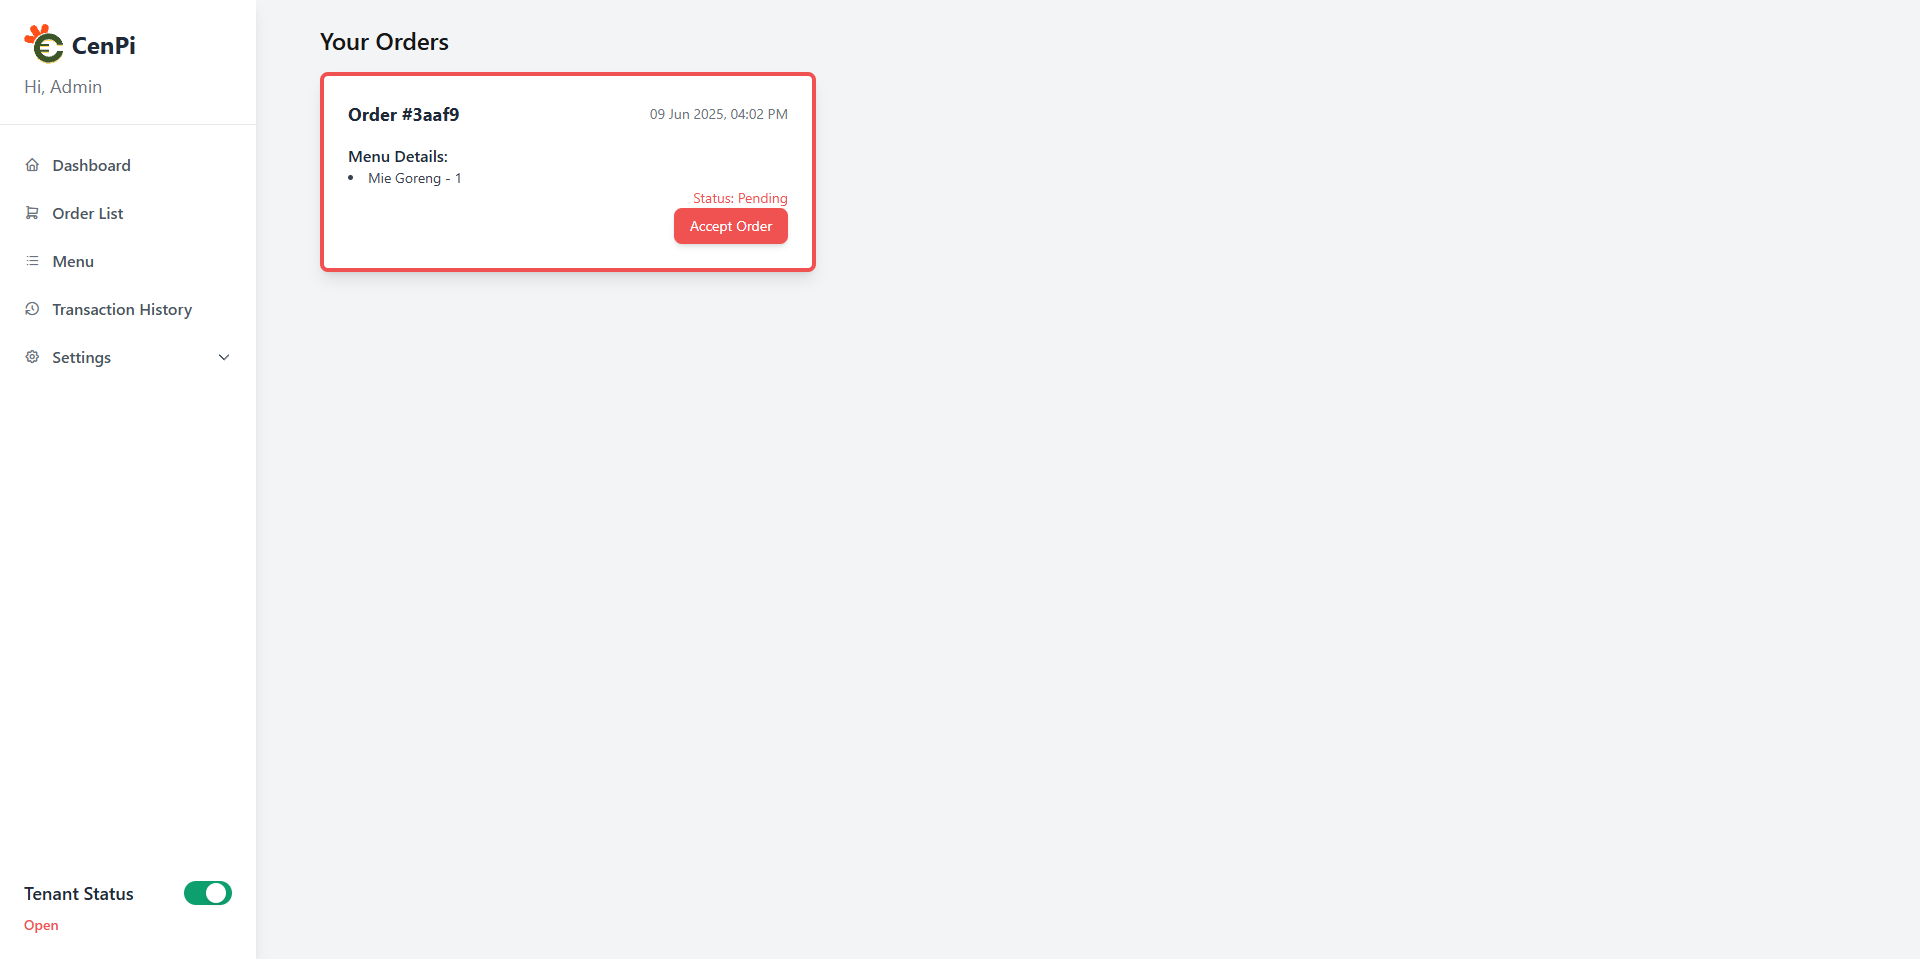 CenPi
Hi, Admin
Dashboard
Order List
Menu
Transaction History
Settings
Tenant Status
Open
Your Orders
Order #3aaf9
09 Jun 2025, 04:02 PM
Menu Details:
• Mie Goreng - 1
Status: Pending
Accept Order